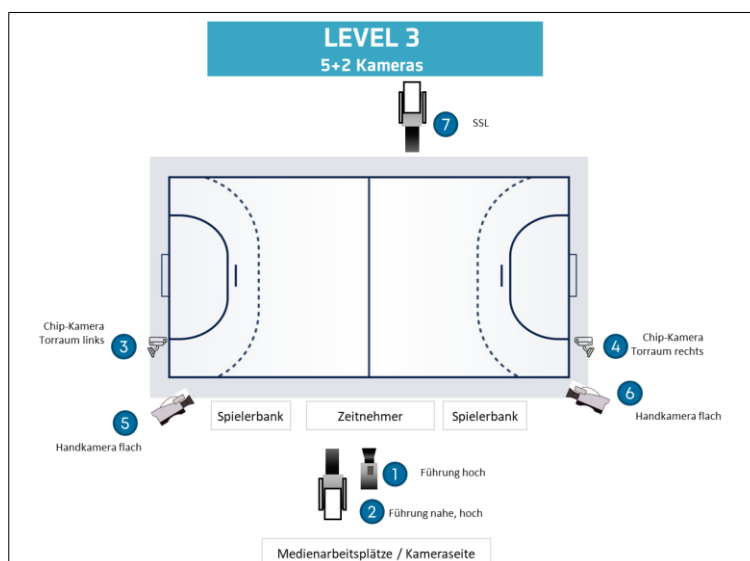 LEVEL 3
5+2 Kameras
7
SSL
Chip-Kamera
Torraum links
3
4
Chip-Kamera
Torraum rechts
5
Handkamera flach
Spielerbank
Zeitnehmer
Spielerbank
6
Handkamera flach
1
Führung hoch
2
Führung nahe, hoch
Medienarbeitsplätze / Kameraseite